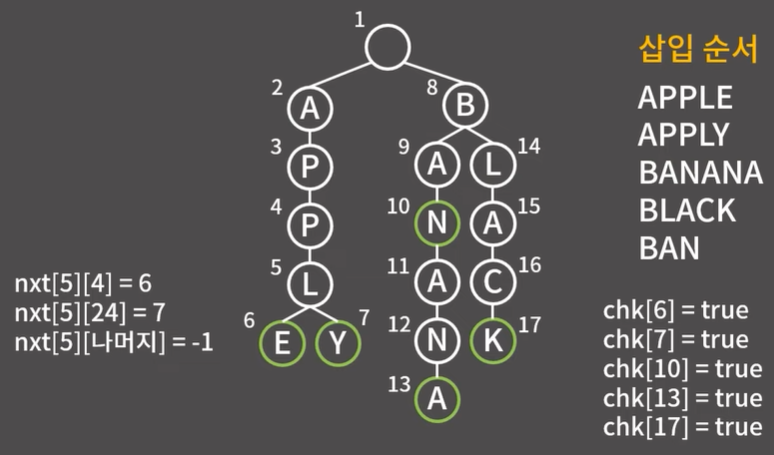 1
2
A
8
B
3
P
9
A
L
14
4
P
10
N
A
15
5
L
11
A
C
16
6
E
Y
7
12
N
K
17
13
A
nxt[5][4] = 6
nxt[5][24] = 7
nxt[5][나머지] = -1
삽입 순서
APPLE
APPLY
BANANA
BLACK
BAN
chk[6] = true
chk[7] = true
chk[10] = true
chk[13] = true
chk[17] = true